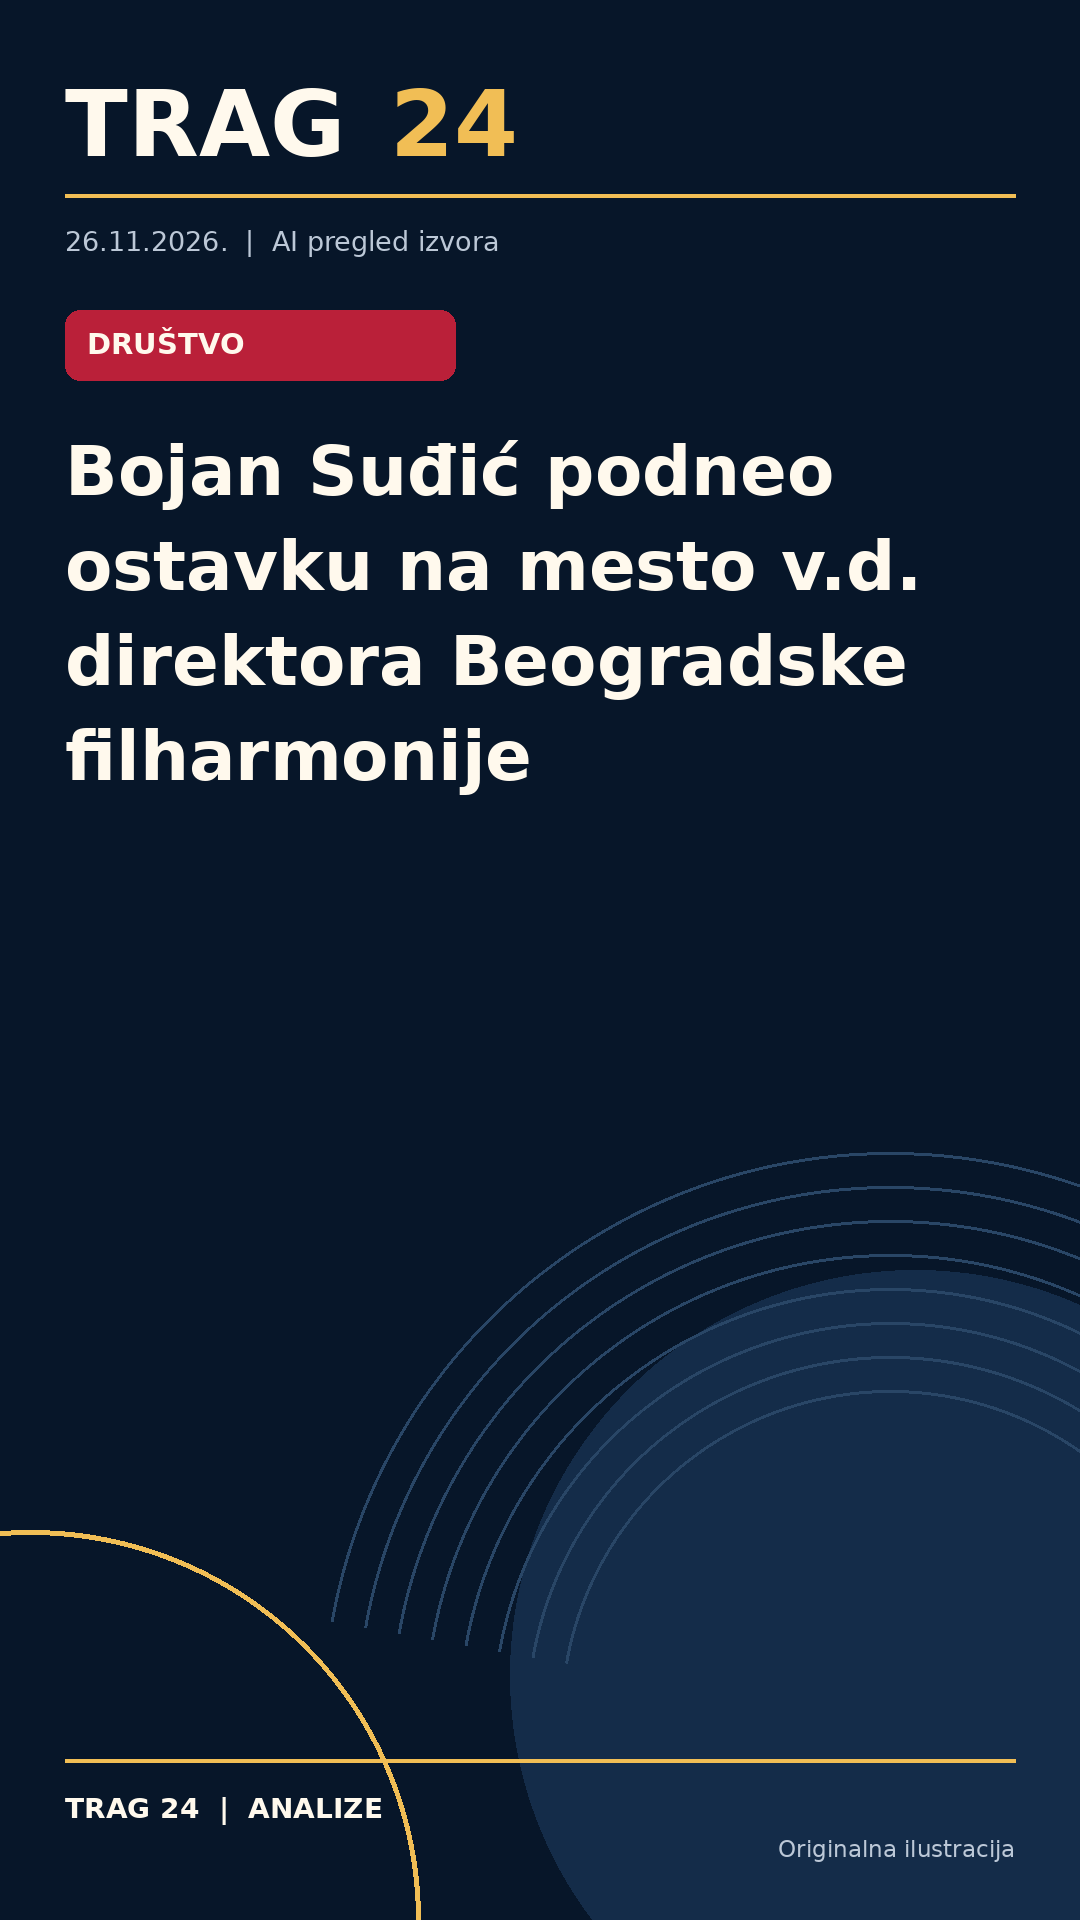 TRAG 24
26.11.2026. | AI pregled izvora
DRUŠTVO
Bojan Suđić podneo
ostavku na mesto v.d.
direktora Beogradske
filharmonije
TRAG 24 | ANALIZE
Originalna ilustracija